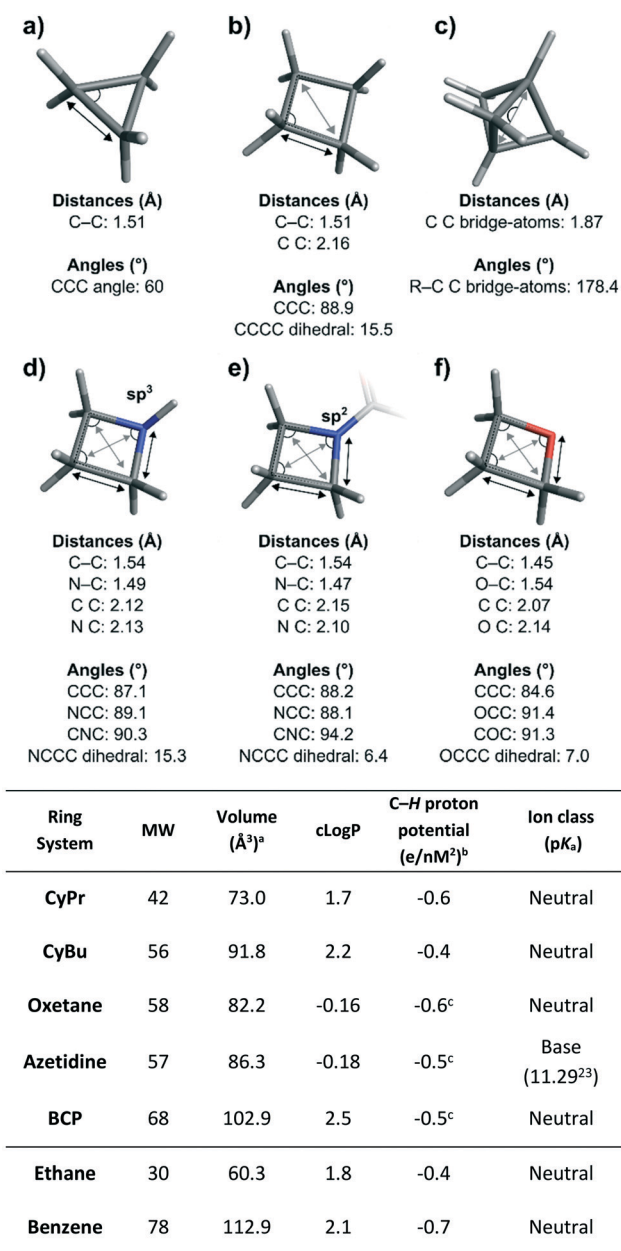 a)
b)
c)
Distances (Å)
C–C: 1.51
Angles (°)
CCC angle: 60
Distances (Å)
C–C: 1.51
C C: 2.16
Angles (°)
CCC: 88.9
CCCC dihedral: 15.5
Distances (Å)
C C bridge-atoms: 1.87
Angles (°)
R–C C bridge-atoms: 178.4
d)
sp³
e)
sp²
f)
Distances (Å)
C–C: 1.54
N–C: 1.49
C C: 2.12
N C: 2.13
Angles (°)
CCC: 87.1
NCC: 89.1
CNC: 90.3
NCCC dihedral: 15.3
Distances (Å)
C–C: 1.54
N–C: 1.47
C C: 2.15
N C: 2.10
Angles (°)
CCC: 88.2
NCC: 88.1
CNC: 94.2
NCCC dihedral: 6.4
Distances (Å)
C–C: 1.45
O–C: 1.54
C C: 2.07
O C: 2.14
Angles (°)
CCC: 84.6
OCC: 91.4
COC: 91.3
OCCC dihedral: 7.0
Ring System MW Volume (Å³)ᵃ cLogP C–H proton potential (e/nM²)ᵇ Ion class (pKₐ)
CyPr 42 73.0 1.7 -0.6 Neutral
CyBu 56 91.8 2.2 -0.4 Neutral
Oxetane 58 82.2 -0.16 -0.6ᶜ Neutral
Azetidine 57 86.3 -0.18 -0.5ᶜ Base (11.29²³)
BCP 68 102.9 2.5 -0.5ᶜ Neutral
Ethane 30 60.3 1.8 -0.4 Neutral
Benzene 78 112.9 2.1 -0.7 Neutral